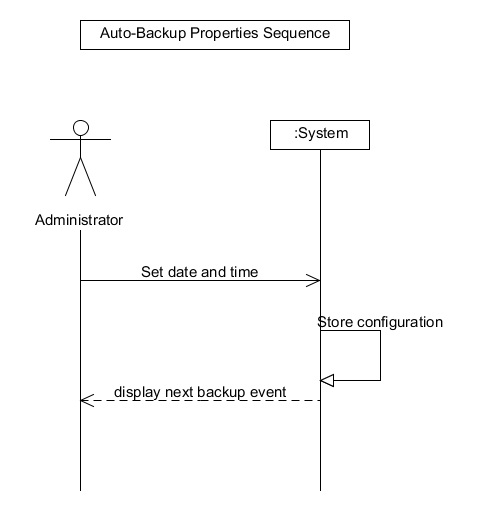 Auto-Backup Properties Sequence
:System
Administrator
Set date and time
Store configuration
display next backup event